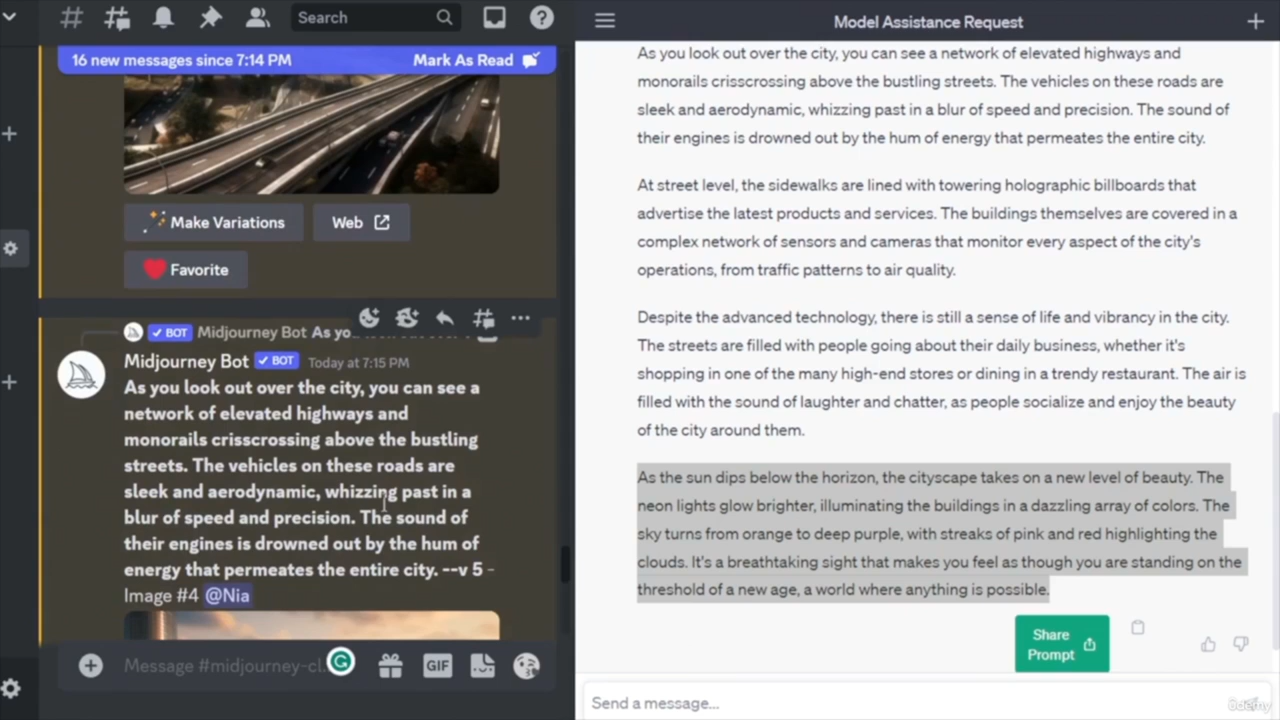 Search
16 new messages since 7:14 PM
Mark As Read
Make Variations
Web
Favorite
BOT Midjourney Bot As you
Midjourney Bot BOT Today at 7:15 PM
As you look out over the city, you can see a
network of elevated highways and
monorails crisscrossing above the bustling
streets. The vehicles on these roads are
sleek and aerodynamic, whizzing past in a
blur of speed and precision. The sound of
their engines is drowned out by the hum of
energy that permeates the entire city. --v 5 -
Image #4 @Nia
Message #midjourney-cl
GIF
Model Assistance Request
As you look out over the city, you can see a network of elevated highways and
monorails crisscrossing above the bustling streets. The vehicles on these roads are
sleek and aerodynamic, whizzing past in a blur of speed and precision. The sound of
their engines is drowned out by the hum of energy that permeates the entire city.
At street level, the sidewalks are lined with towering holographic billboards that
advertise the latest products and services. The buildings themselves are covered in a
complex network of sensors and cameras that monitor every aspect of the city's
operations, from traffic patterns to air quality.
Despite the advanced technology, there is still a sense of life and vibrancy in the city.
The streets are filled with people going about their daily business, whether it's
shopping in one of the many high-end stores or dining in a trendy restaurant. The air is
filled with the sound of laughter and chatter, as people socialize and enjoy the beauty
of the city around them.
As the sun dips below the horizon, the cityscape takes on a new level of beauty. The
neon lights glow brighter, illuminating the buildings in a dazzling array of colors. The
sky turns from orange to deep purple, with streaks of pink and red highlighting the
clouds. It's a breathtaking sight that makes you feel as though you are standing on the
threshold of a new age, a world where anything is possible.
Share
Prompt
Send a message...
ûdemy